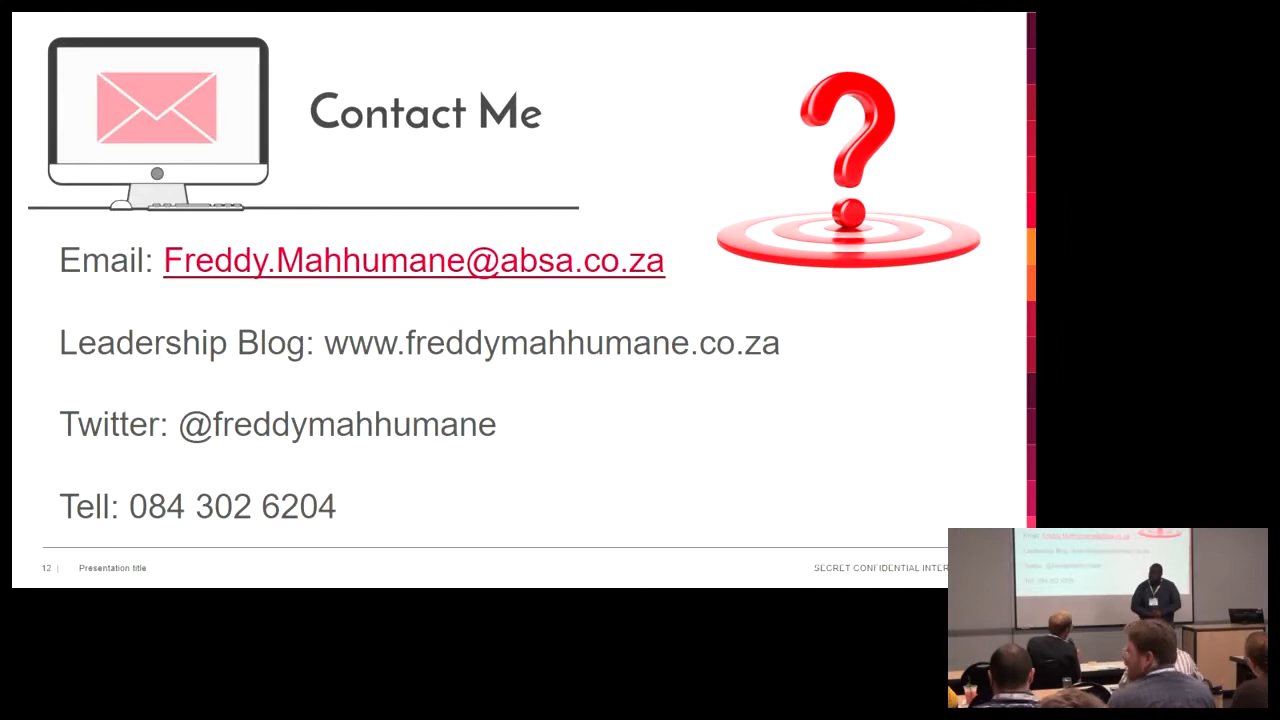 Contact Me
Email: Freddy.Mahhumane@absa.co.za
Leadership Blog: www.freddymahhumane.co.za
Twitter: @freddymahhumane
Tell: 084 302 6204
12 | Presentation title
SECRET CONFIDENTIAL